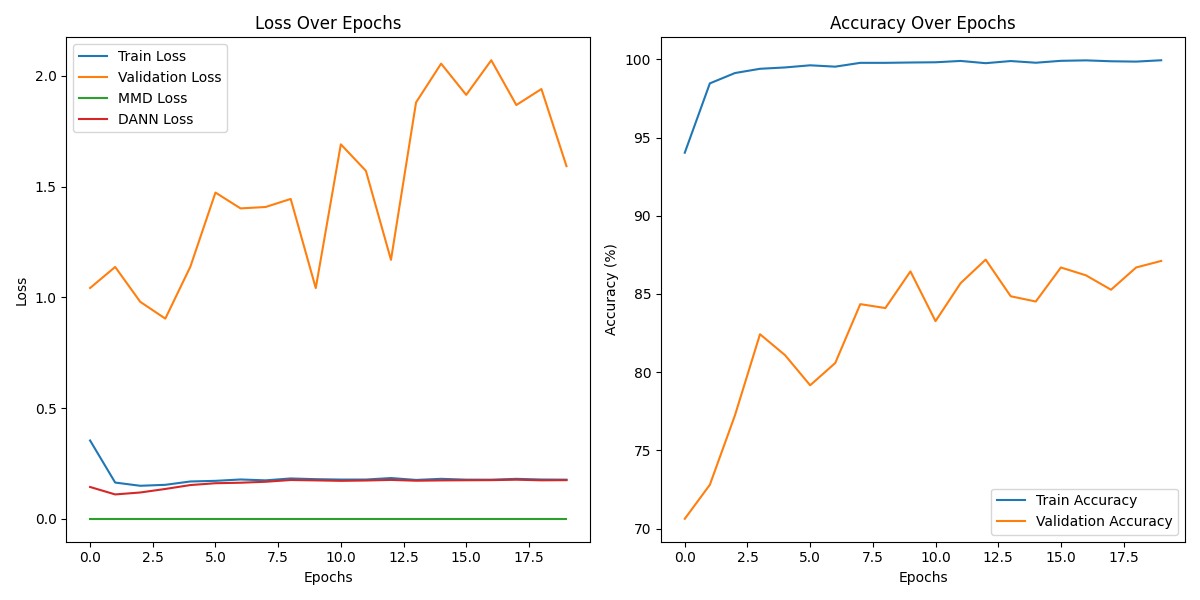 Loss Over Epochs
Train Loss
Validation Loss
MMD Loss
DANN Loss
2.0
1.5
1.0
0.5
0.0
Loss
0.0 2.5 5.0 7.5 10.0 12.5 15.0 17.5
Epochs
Accuracy Over Epochs
100
95
90
85
80
75
70
Accuracy (%)
Train Accuracy
Validation Accuracy
0.0 2.5 5.0 7.5 10.0 12.5 15.0 17.5
Epochs